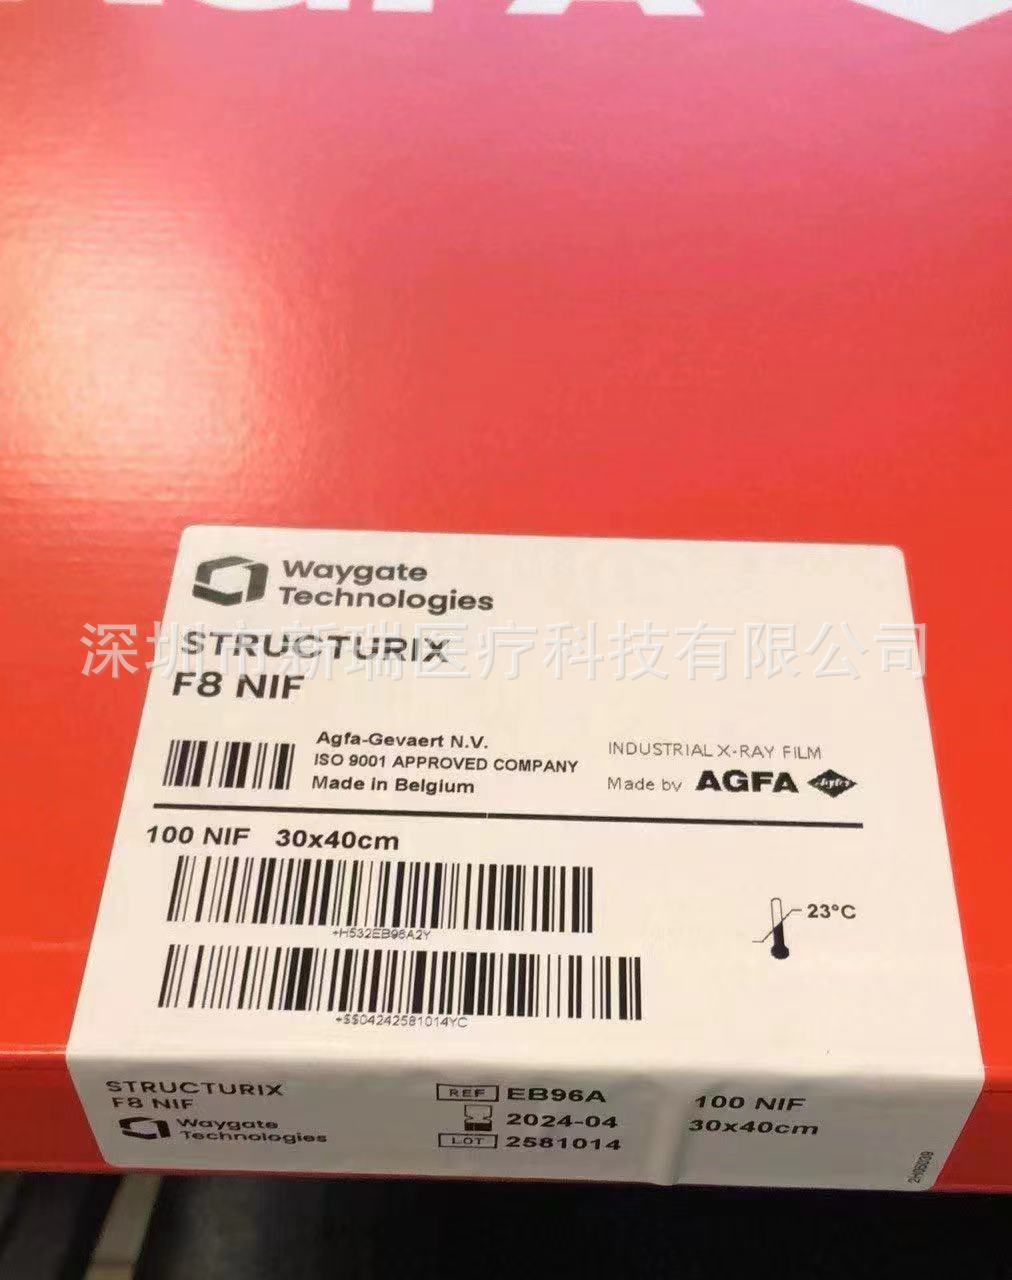 AGFA
Waygate
Technologies
STRUCTURIX
F8 NIF
深圳市新瑞医疗科技有限公司
Agfa-Gevaert N.V.
ISO 9001 APPROVED COMPANY
Made in Belgium
INDUSTRIAL X-RAY FILM
Made by AGFA
100 NIF 30x40cm
+H532EB96A2Y
23°C
+$$04242581014YC
STRUCTURIX
F8 NIF
Waygate
Technologies
REF EB96A
2024-04
LOT 2581014
100 NIF
30x40cm